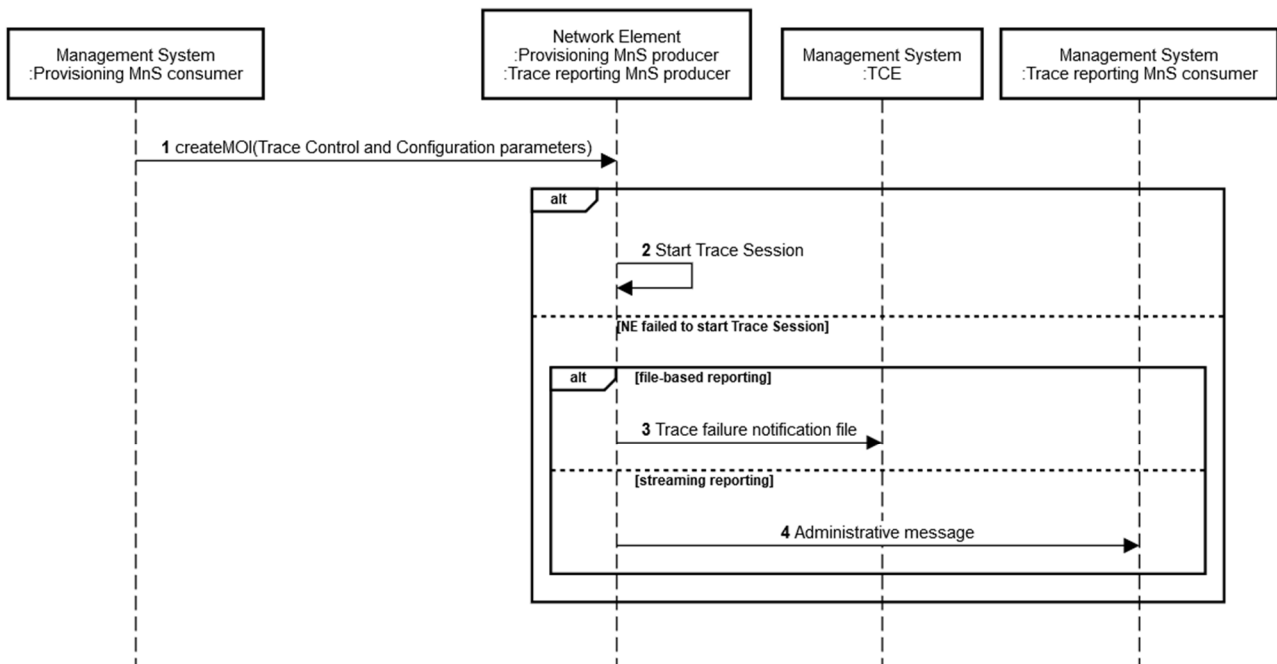 Management System
:Provisioning MnS consumer
Network Element
:Provisioning MnS producer
:Trace reporting MnS producer
Management System
:TCE
Management System
:Trace reporting MnS consumer
1 createMOI(Trace Control and Configuration parameters)
alt
2 Start Trace Session
[NE failed to start Trace Session]
alt
[file-based reporting]
3 Trace failure notification file
[streaming reporting]
4 Administrative message